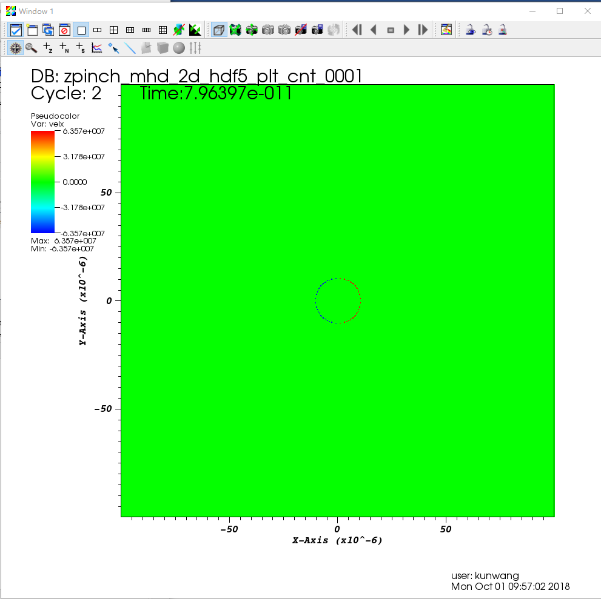 Window 1
DB: zpinch_mhd_2d_hdf5_plt_cnt_0001
Cycle: 2 Time:7.96397e-011
Pseudocolor
Var: velx
6.357e+007
3.178e+007
0.0000
-3.178e+007
-6.357e+007
Max: 6.357e+007
Min: -6.357e+007
Y-Axis (x10^-6)
50
0
-50
-50 0 50
X-Axis (x10^-6)
user: kunwang
Mon Oct 01 09:57:02 2018